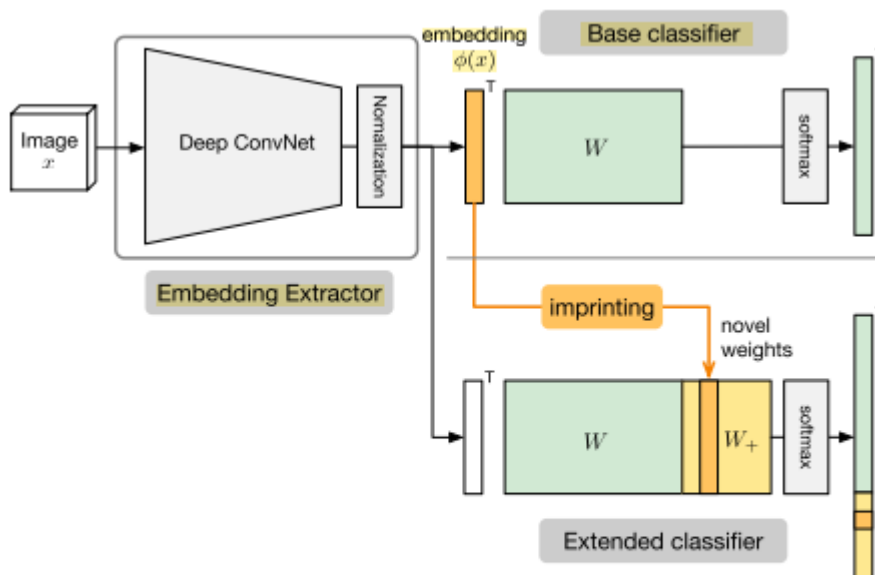 embedding
ϕ(x)
Base classifier
T
Image
x
Deep ConvNet
Normalization
W
softmax
Embedding Extractor
imprinting
novel
weights
T
W
W₊
softmax
Extended classifier